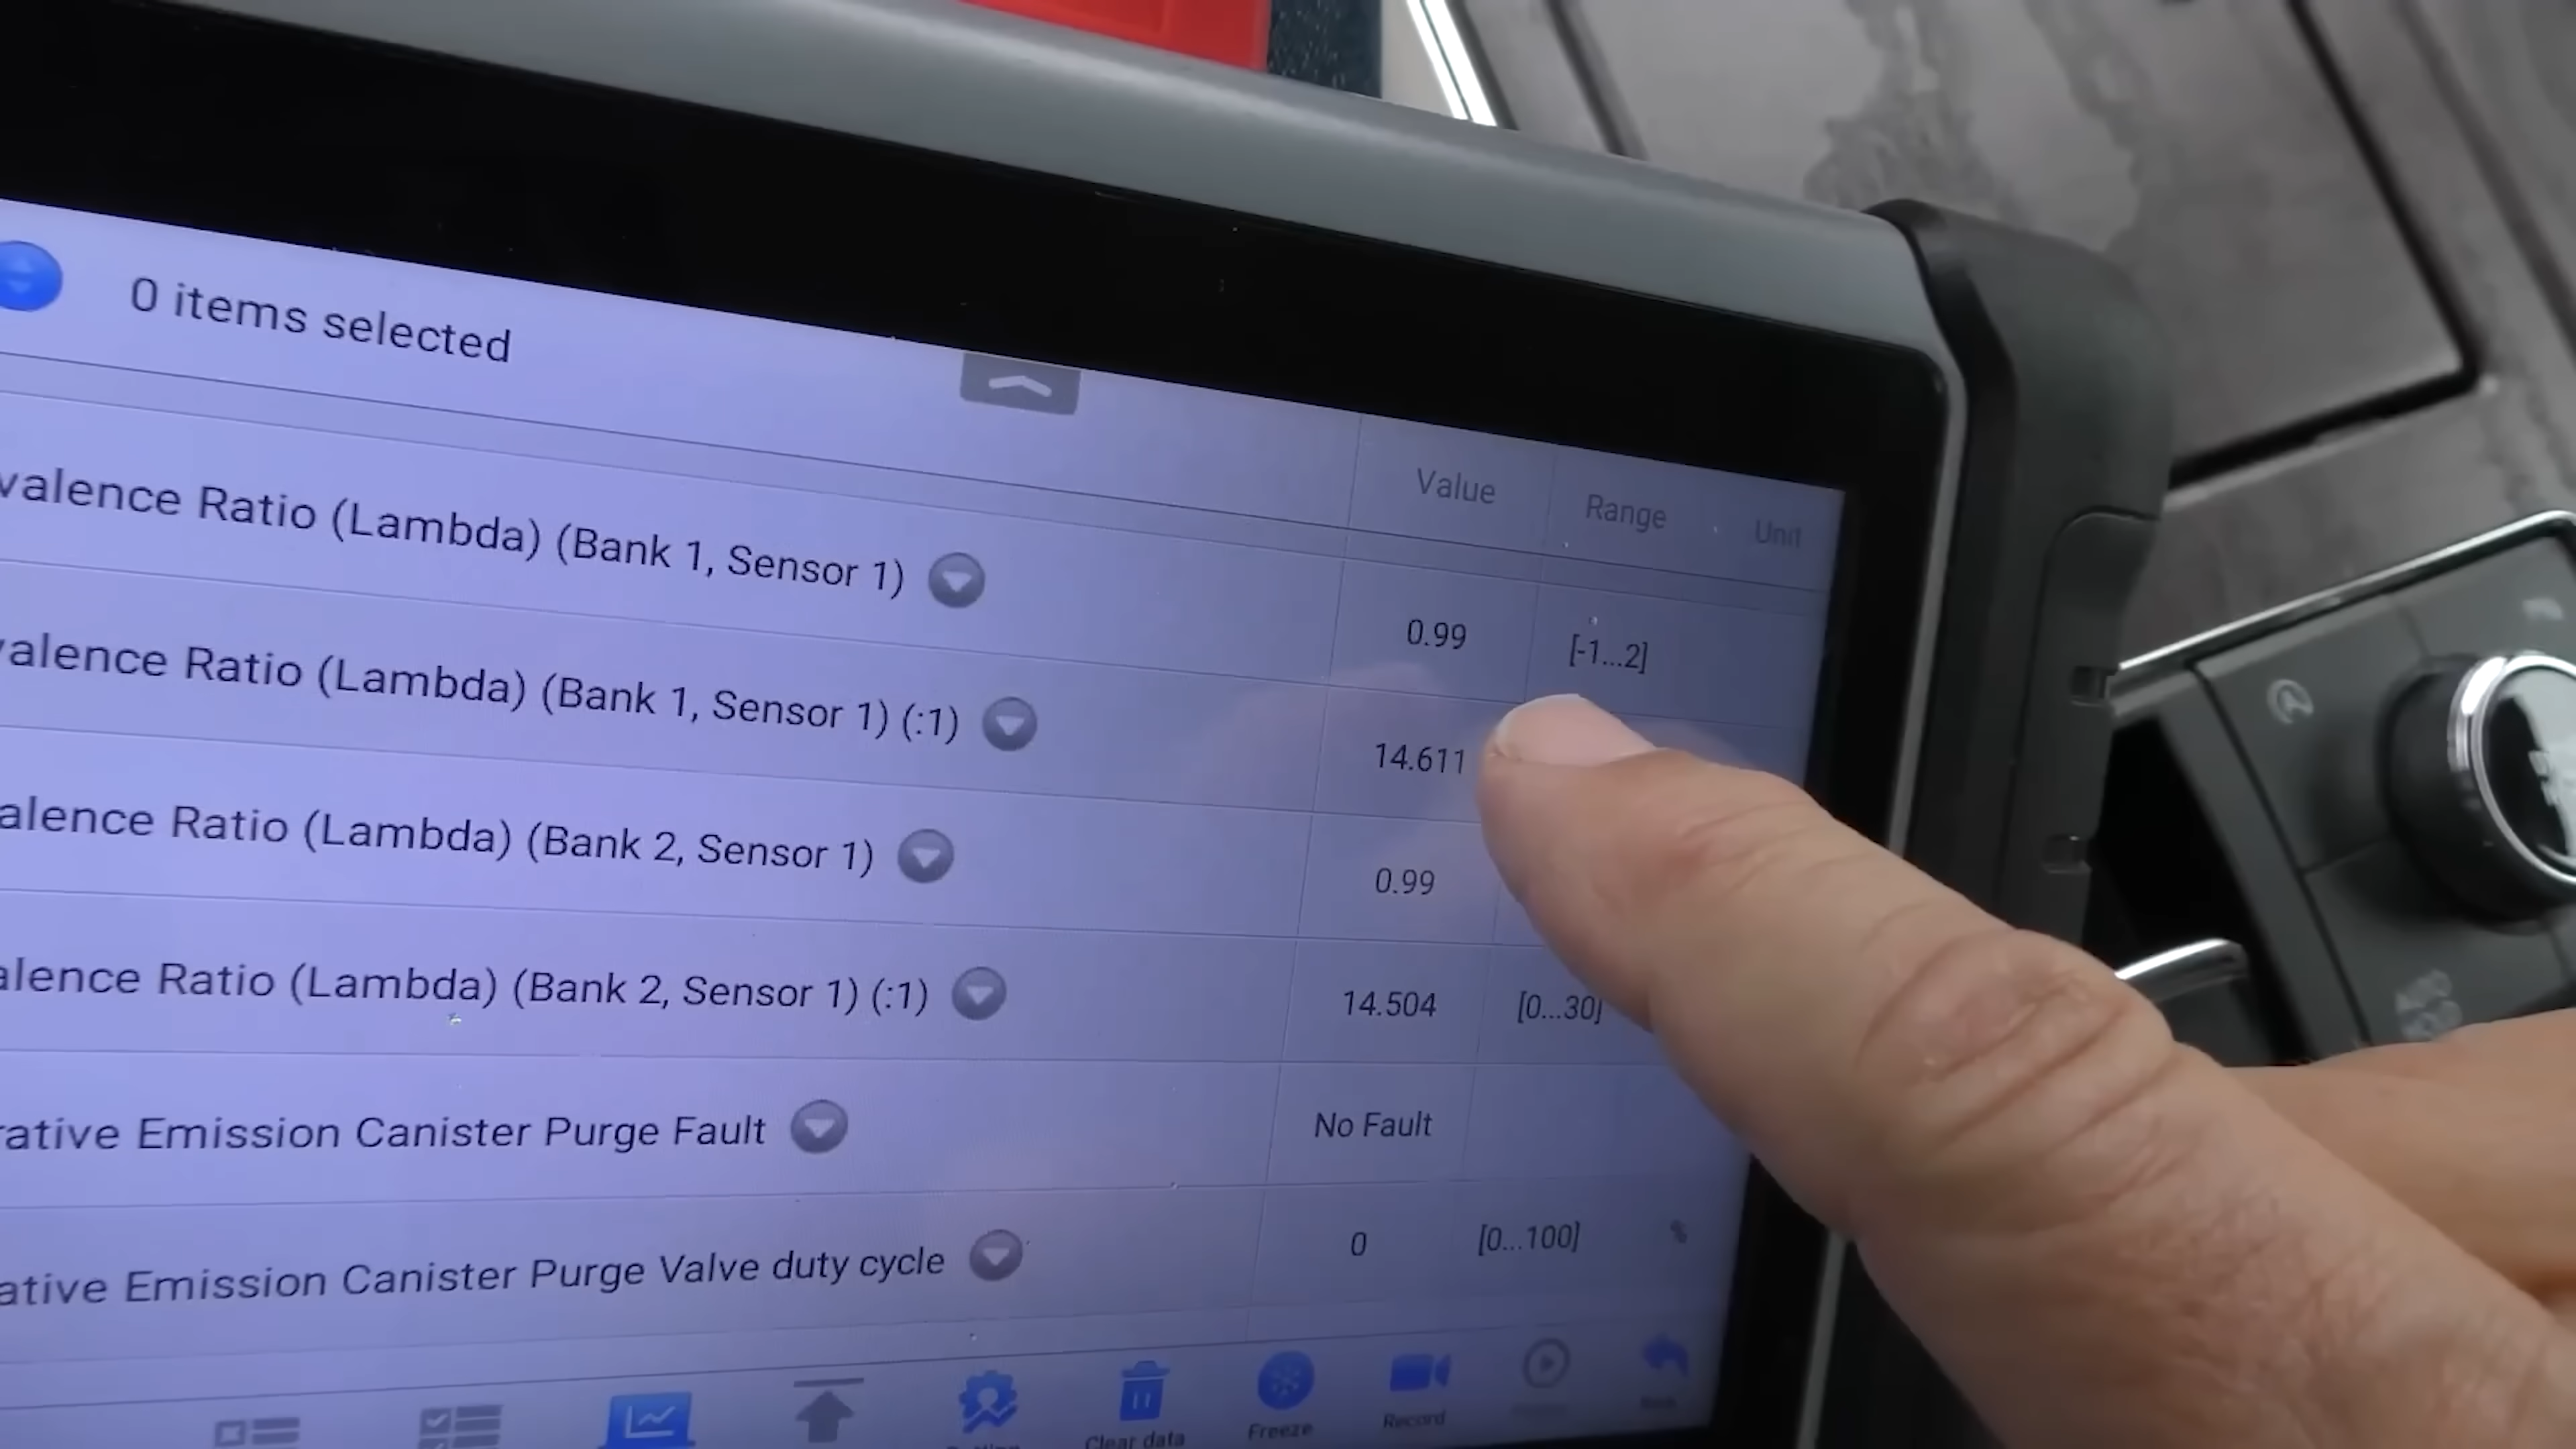 0 items selected
Value Range Unit
valence Ratio (Lambda) (Bank 1, Sensor 1) 0.99 [-1...2]
valence Ratio (Lambda) (Bank 1, Sensor 1) (:1) 14.611
alence Ratio (Lambda) (Bank 2, Sensor 1) 0.99
alence Ratio (Lambda) (Bank 2, Sensor 1) (:1) 14.504 [0...30]
rative Emission Canister Purge Fault No Fault
ative Emission Canister Purge Valve duty cycle 0 [0...100] %
Clear data Freeze Record